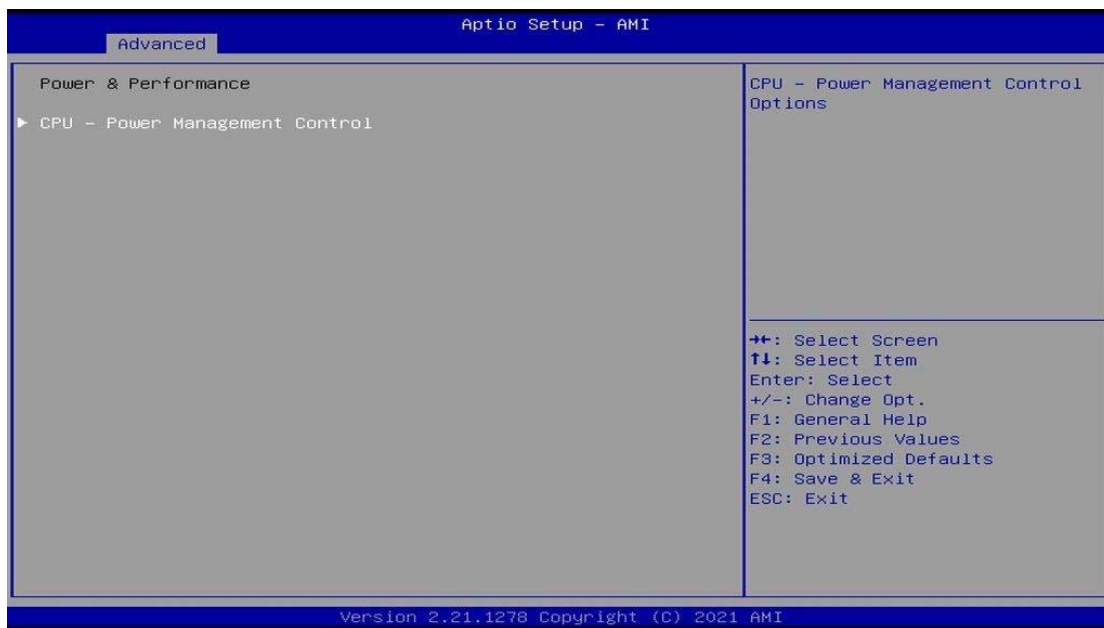 Aptio Setup – AMI
Advanced
Power & Performance
▶ CPU – Power Management Control
CPU – Power Management Control
Options
→←: Select Screen
↑↓: Select Item
Enter: Select
+/-: Change Opt.
F1: General Help
F2: Previous Values
F3: Optimized Defaults
F4: Save & Exit
ESC: Exit
Version 2.21.1278 Copyright (C) 2021 AMI